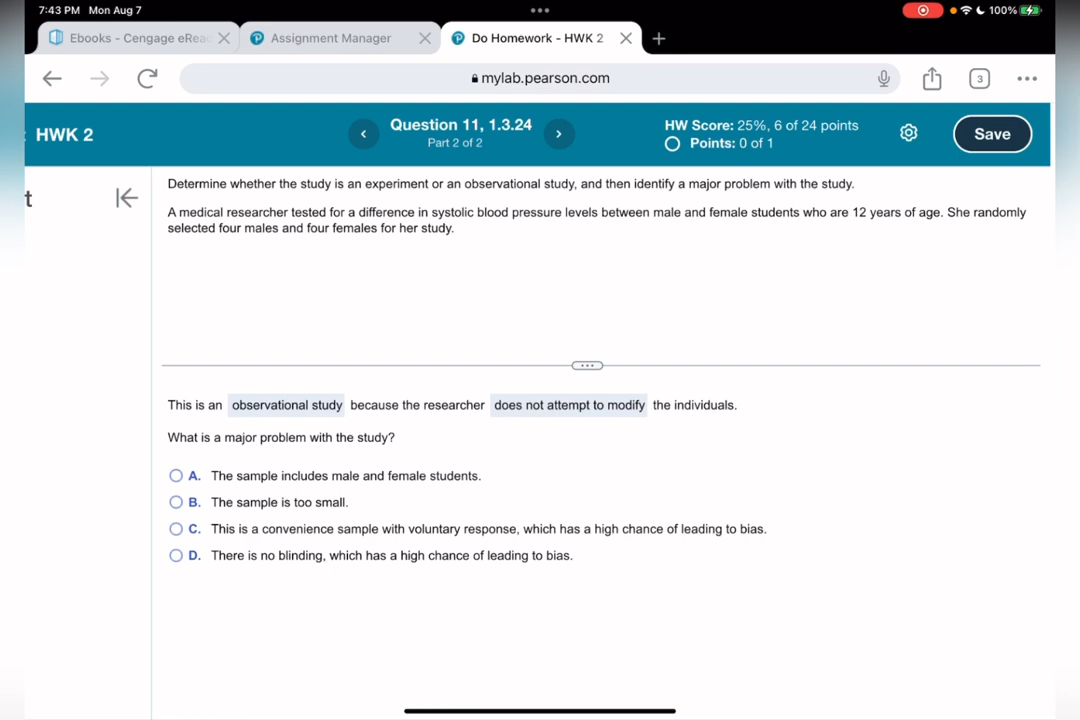 7:43 PM Mon Aug 7
100%
Ebooks - Cengage eRea
Assignment Manager
Do Homework - HWK 2
mylab.pearson.com
3
HWK 2
Question 11, 1.3.24
Part 2 of 2
HW Score: 25%, 6 of 24 points
Points: 0 of 1
Save
t
Determine whether the study is an experiment or an observational study, and then identify a major problem with the study.
A medical researcher tested for a difference in systolic blood pressure levels between male and female students who are 12 years of age. She randomly
selected four males and four females for her study.
This is an observational study because the researcher does not attempt to modify the individuals.
What is a major problem with the study?
A. The sample includes male and female students.
B. The sample is too small.
C. This is a convenience sample with voluntary response, which has a high chance of leading to bias.
D. There is no blinding, which has a high chance of leading to bias.